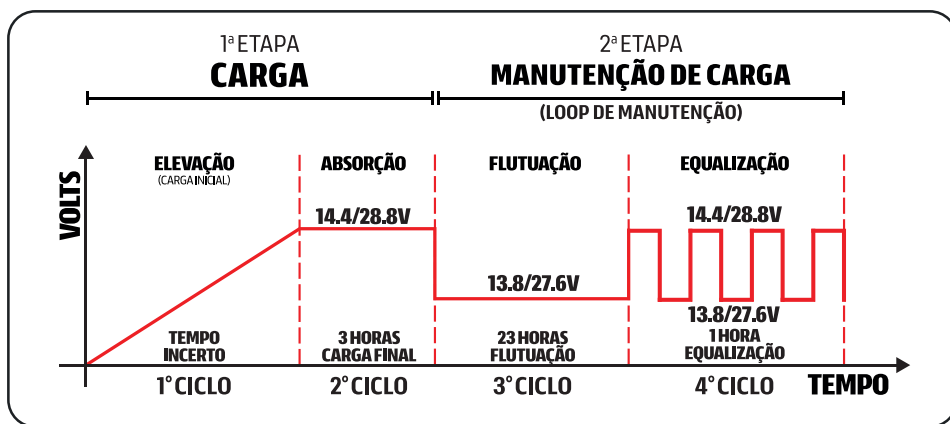 1ª ETAPA
CARGA
2ª ETAPA
MANUTENÇÃO DE CARGA
(LOOP DE MANUTENÇÃO)
VOLTS
ELEVAÇÃO
(CARGA INICIAL)
ABSORÇÃO
FLUTUAÇÃO
EQUALIZAÇÃO
14.4/28.8V
14.4/28.8V
13.8/27.6V
13.8/27.6V
TEMPO
INCERTO
3 HORAS
CARGA FINAL
23 HORAS
FLUTUAÇÃO
1 HORA
EQUALIZAÇÃO
1° CICLO
2° CICLO
3° CICLO
4° CICLO
TEMPO